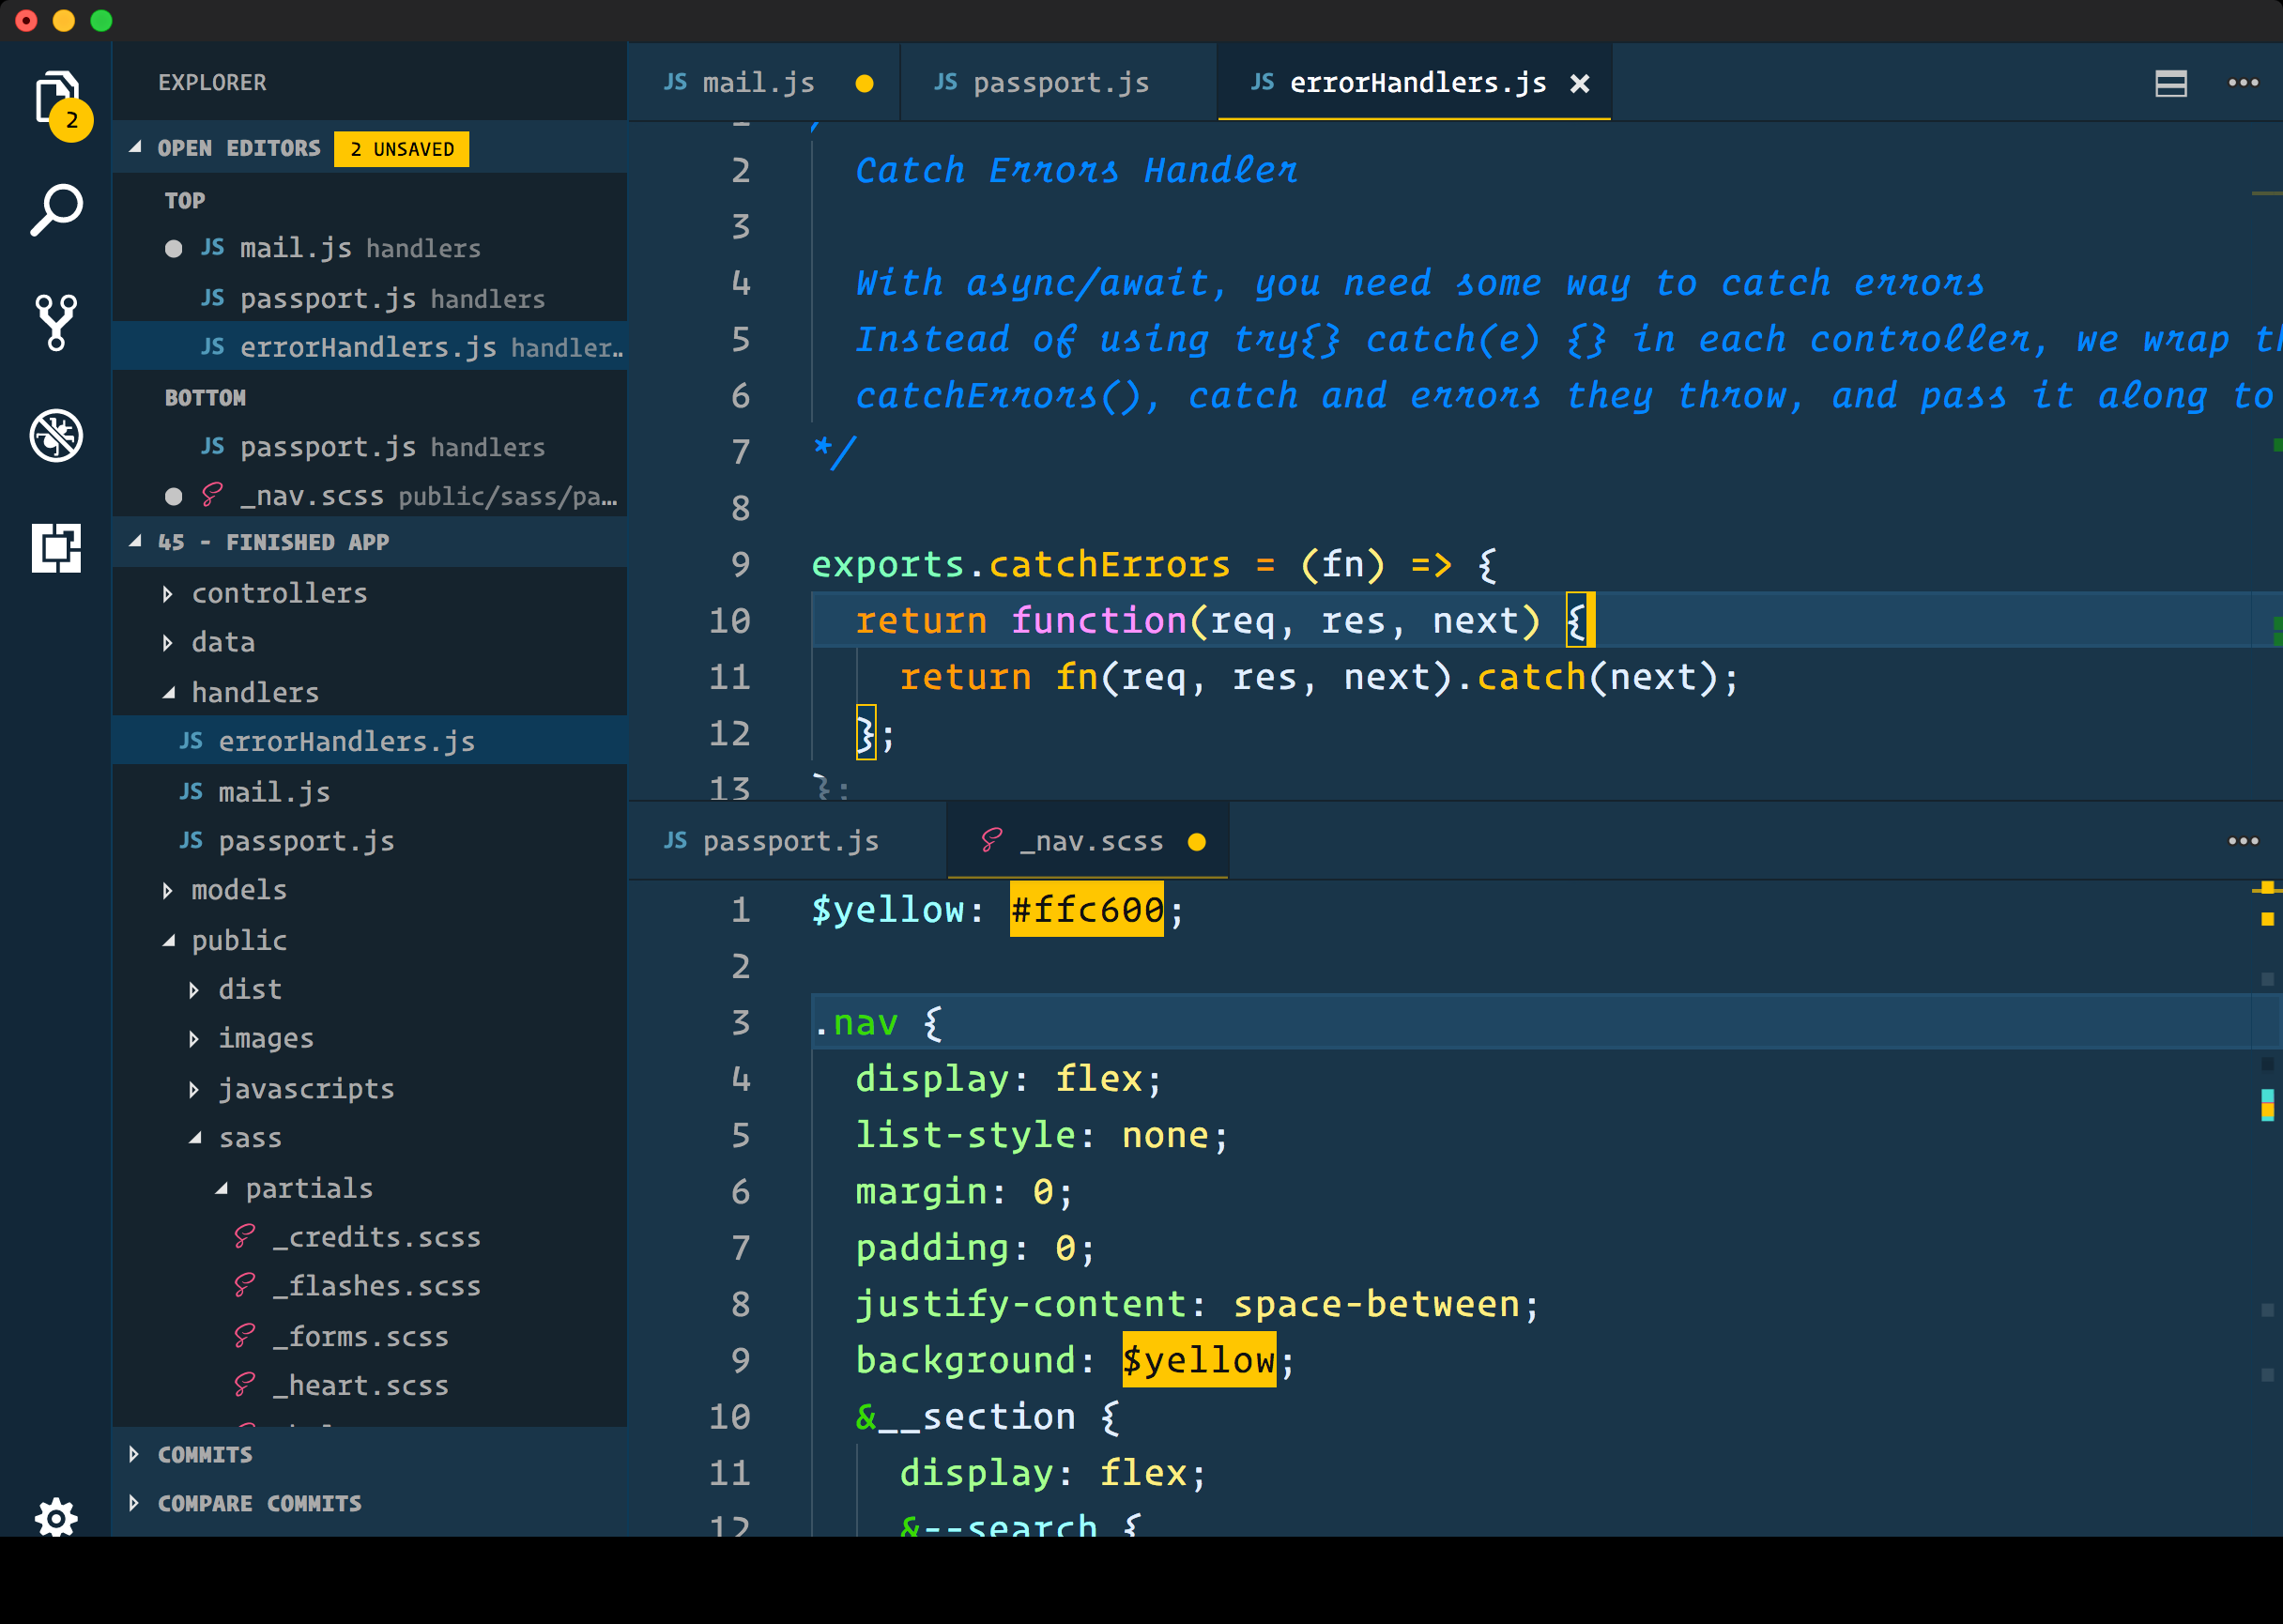 EXPLORER
2
OPEN EDITORS 2 UNSAVED
TOP
JS mail.js handlers
JS passport.js handlers
JS errorHandlers.js handler…
BOTTOM
JS passport.js handlers
_nav.scss public/sass/pa…
45 - FINISHED APP
controllers
data
handlers
JS errorHandlers.js
JS mail.js
JS passport.js
models
public
dist
images
javascripts
sass
partials
_credits.scss
_flashes.scss
_forms.scss
_heart.scss
COMMITS
COMPARE COMMITS
JS mail.js JS passport.js JS errorHandlers.js ×
2 Catch Errors Handler
3
4 With async/await, you need some way to catch errors
5 Instead of using try{} catch(e) {} in each controller, we wrap th
6 catchErrors(), catch and errors they throw, and pass it along to
7 */
8
9 exports.catchErrors = (fn) => {
10 return function(req, res, next) {
11 return fn(req, res, next).catch(next);
12 };
13 };
JS passport.js _nav.scss
1 $yellow: #ffc600;
2
3 .nav {
4 display: flex;
5 list-style: none;
6 margin: 0;
7 padding: 0;
8 justify-content: space-between;
9 background: $yellow;
10 &__section {
11 display: flex;
12 &--search {